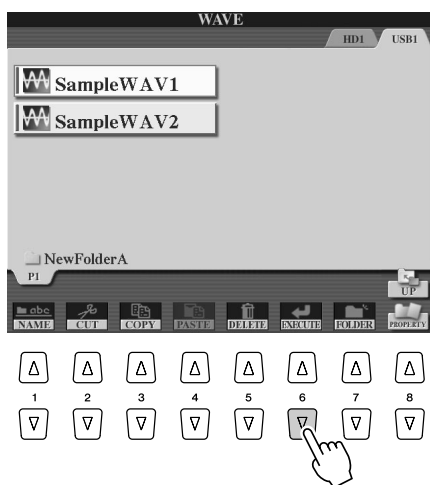 WAVE
HD1 USB1
SampleWAV1
SampleWAV2
NewFolderA
P1
UP
abc
NAME CUT COPY PASTE DELETE EXECUTE FOLDER PROPERTY
1 2 3 4 5 6 7 8